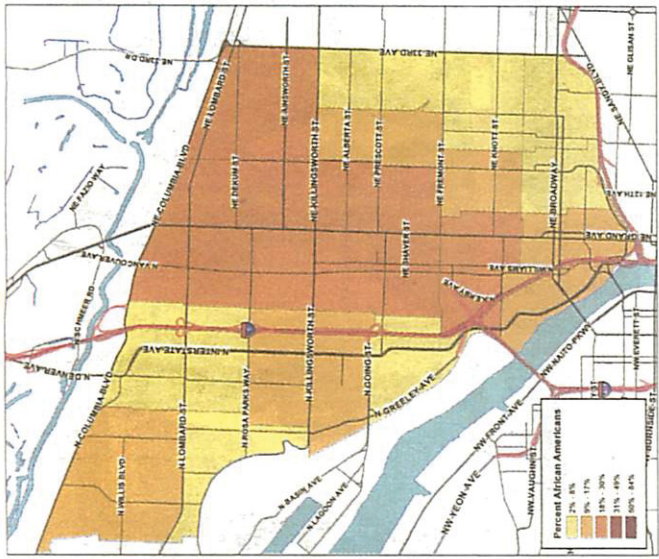 NE 33RD DR
NE 33RD AVE
NE LOMBARD ST
NE AINSWORTH ST
NE COLUMBIA BLVD
NE FAZIO WAY
NE DEKUM ST
NE KILLINGSWORTH ST
NE ALBERTA ST
NE PRESCOTT ST
NE FREMONT ST
NE KNOTT ST
NE BROADWAY
NE SANDY BLVD
NE GLISAN ST
NE 12TH AVE
NE GRAND AVE
N VANCOUVER AVE
NE SHAVER ST
N WILLIAMS AVE
N KERBY AVE
N SCHMEER RD
N DENVER AVE
N INTERSTATE AVE
N COLUMBIA BLVD
N LOMBARD ST
N ROSA PARKS WAY
N KILLINGSWORTH ST
N GOING ST
N GREELEY AVE
N WILLIS BLVD
N BASIN AVE
N LAGOON AVE
NW NAITO PKWY
NW FRONT AVE
NW YEON AVE
NW VAUGHN ST
NW EVERETT ST
W BURNSIDE ST
Percent African Americans
2% - 8%
9% - 17%
18% - 30%
31% - 49%
50% - 84%